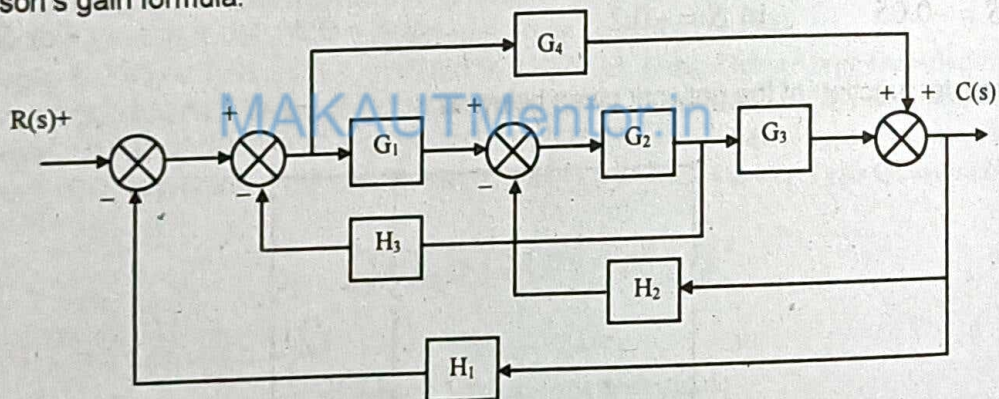 son's gain formula.
G₄
+ + C(s)
R(s)+
+
+
MAKAUTMentor.in
G₁
G₂
G₃
−
−
−
H₃
H₂
H₁